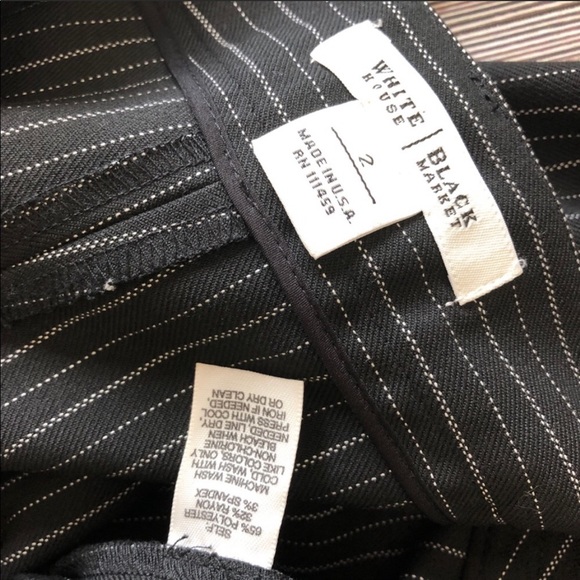 WHITE | BLACK
HOUSE | MARKET
2
MADE IN U.S.A.
RN 111459
SELF:
65% POLYESTER
32% RAYON
3% SPANDEX
MACHINE WASH
COLD WASH WITH
LIKE COLORS, ONLY
NON-CHLORINE
BLEACH WHEN
NEEDED, LINE DRY,
PRESS WITH COOL
IRON IF NEEDED,
OR DRY CLEAN